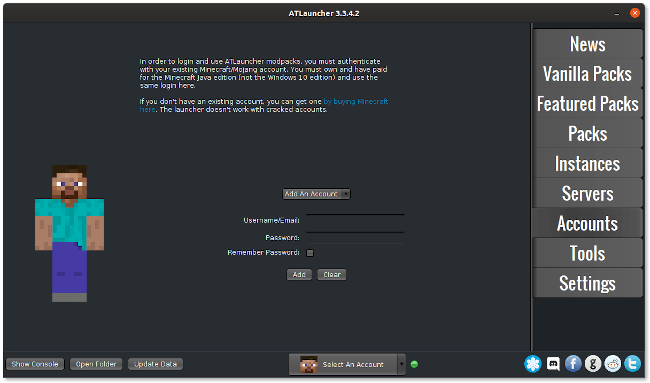 ATLauncher 3.3.4.2
In order to login and use ATLauncher modpacks, you must authenticate
with your existing Minecraft/Mojang account. You must own and have paid
for the Minecraft Java edition (not the Windows 10 edition) and use the
same login here.
If you don't have an existing account, you can get one by buying Minecraft
here. The launcher doesn't work with cracked accounts.
Add An Account
Username/Email:
Password:
Remember Password:
Add Clear
News
Vanilla Packs
Featured Packs
Packs
Instances
Servers
Accounts
Tools
Settings
Show Console Open Folder Update Data Select An Account